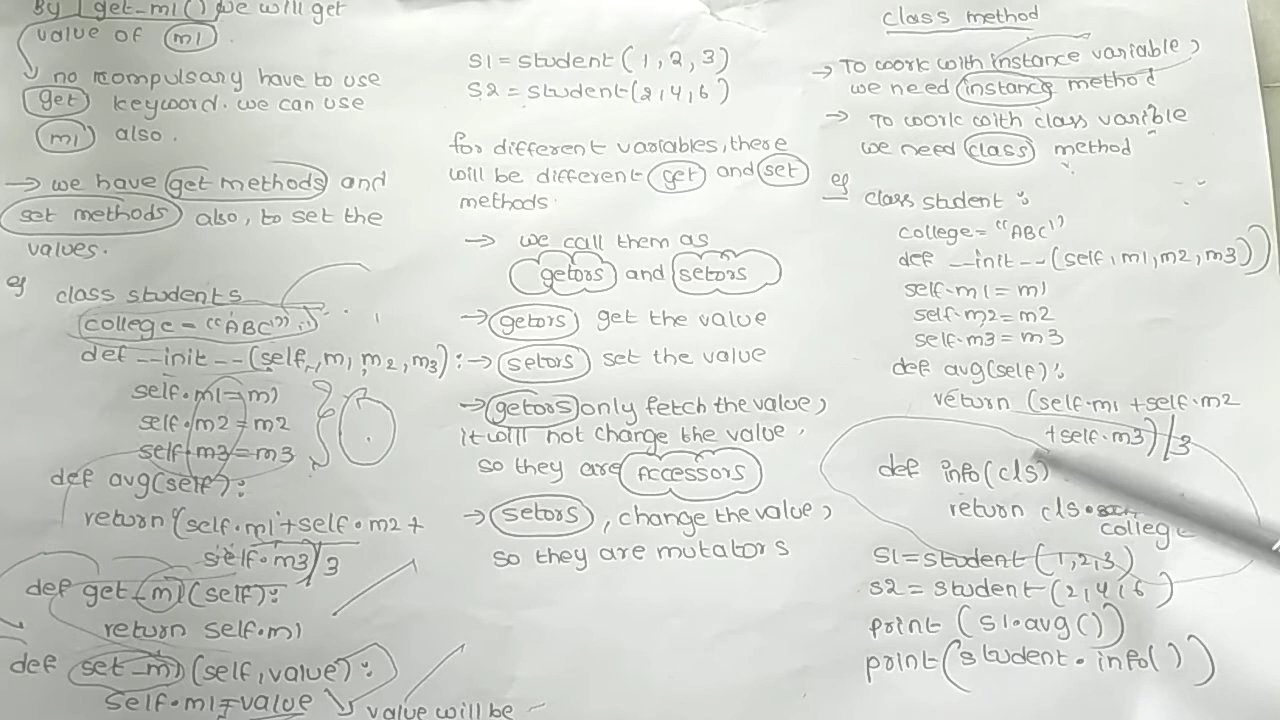 By get-m1() we will get
value of m1.
no compulsary have to use
get keyword. we can use
m1 also.
→ we have get methods and
set methods also, to set the
values.
eg
class students
college = "ABC"
def __init__(self, m1, m2, m3):
self.m1=m1
self.m2=m2
self.m3=m3
def avg(self):
return (self.m1+self.m2+
self.m3)/3
def get_m1(self):
return self.m1
def set_m1(self, value):
self.m1=value
value will be
S1=student(1,2,3)
S2=student(2,4,6)
for different variables, there
will be different get and set
methods.
→ we call them as
getors and setors
→ getors get the value
→ setors set the value
→ getors only fetch the value,
it will not change the value.
so they are ACCESSORS
→ setors, change the value,
so they are mutators
class method
→ To work with instance variable,
we need instance method
→ To work with class variable
we need class method
eg class student:
college="ABC"
def __init__(self, m1, m2, m3)
self.m1=m1
self.m2=m2
self.m3=m3
def avg(self):
return (self.m1+self.m2
+self.m3)/3
def info(cls)
return cls.
college
S1=student(1,2,3)
S2=student(2,4,6)
print (S1.avg())
print(student.info())